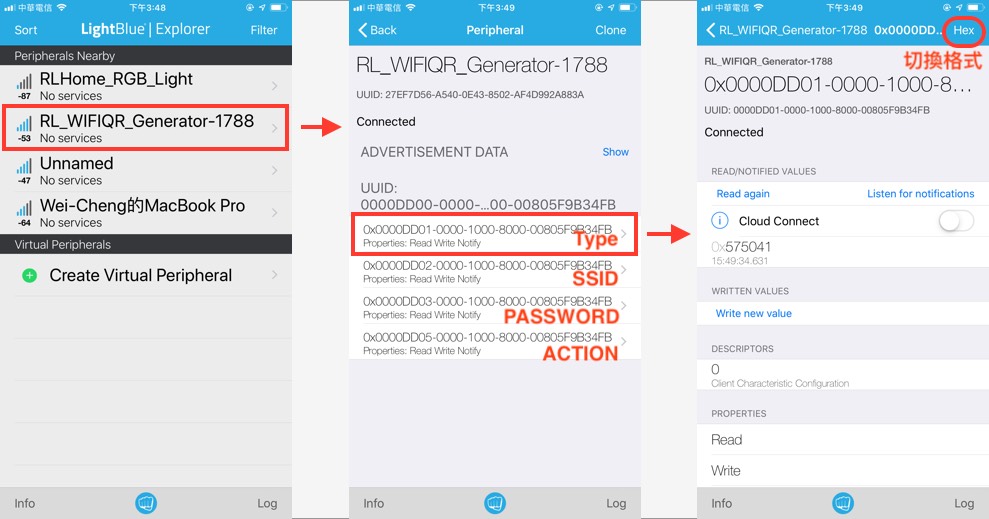 中華電信
下午3:48
Sort
LightBlue | Explorer
Filter
Peripherals Nearby
RLHome_RGB_Light
-87
No services
RL_WIFIQR_Generator-1788
-53
No services
Unnamed
-47
No services
Wei-Cheng的MacBook Pro
-64
No services
Virtual Peripherals
Create Virtual Peripheral
Info
Log
中華電信
下午3:49
Back
Peripheral
Clone
RL_WIFIQR_Generator-1788
UUID: 27EF7D56-A540-0E43-8502-AF4D992A883A
Connected
ADVERTISEMENT DATA
Show
UUID:
0000DD00-0000-...00-00805F9B34FB
0x0000DD01-0000-1000-8000-00805F9B34FB
Properties: Read Write Notify
Type
0x0000DD02-0000-1000-8000-00805F9B34FB
Properties: Read Write Notify
SSID
0x0000DD03-0000-1000-8000-00805F9B34FB
Properties: Read Write Notify
PASSWORD
0x0000DD05-0000-1000-8000-00805F9B34FB
Properties: Read Write Notify
ACTION
Info
Log
中華電信
下午3:49
RL_WIFIQR_Generator-1788
0x0000DD...
Hex
切換格式
RL_WIFIQR_Generator-1788
0x0000DD01-0000-1000-8...
UUID: 0000DD01-0000-1000-8000-00805F9B34FB
Connected
READ/NOTIFIED VALUES
Read again
Listen for notifications
Cloud Connect
0x575041
15:49:34.631
WRITTEN VALUES
Write new value
DESCRIPTORS
0
Client Characteristic Configuration
PROPERTIES
Read
Write
Info
Log